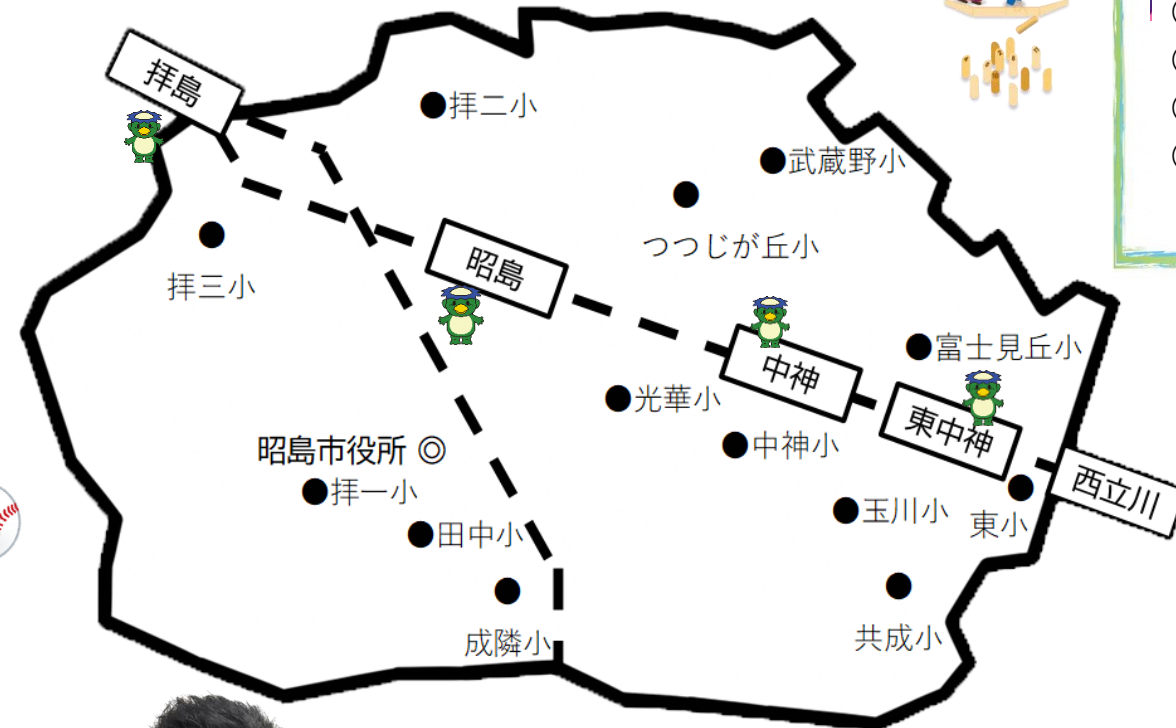 拝島
●拝二小
●武蔵野小
●
つつじが丘小
●
拝三小
昭島
●富士見丘小
中神
●光華小
東中神
●中神小
昭島市役所 ◎
西立川
●拝一小
●
東小
●玉川小
●田中小
●
成隣小
●
共成小